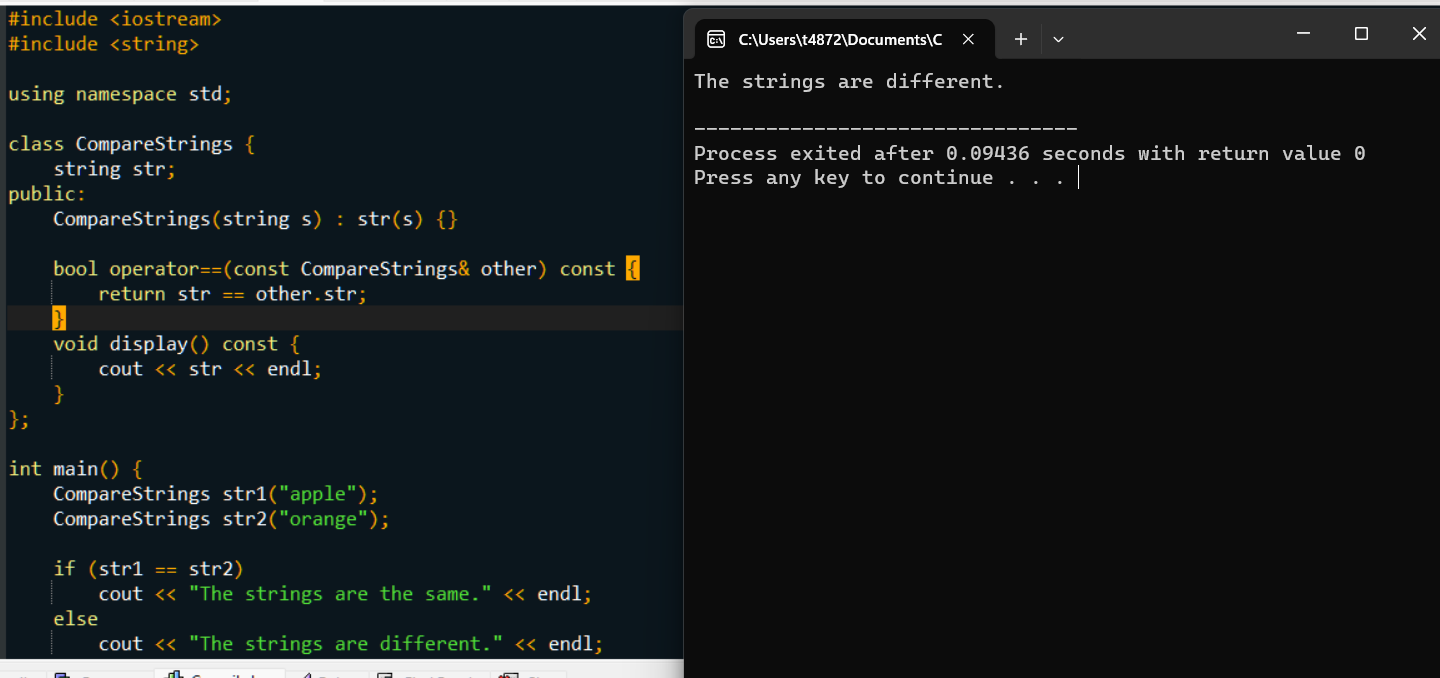 #include <iostream>
#include <string>
using namespace std;
class CompareStrings {
string str;
public:
CompareStrings(string s) : str(s) {}
bool operator==(const CompareStrings& other) const {
return str == other.str;
}
void display() const {
cout << str << endl;
}
};
int main() {
CompareStrings str1("apple");
CompareStrings str2("orange");
if (str1 == str2)
cout << "The strings are the same." << endl;
else
cout << "The strings are different." << endl;
C:\Users\t4872\Documents\C
The strings are different.
--------------------------------
Process exited after 0.09436 seconds with return value 0
Press any key to continue . . .